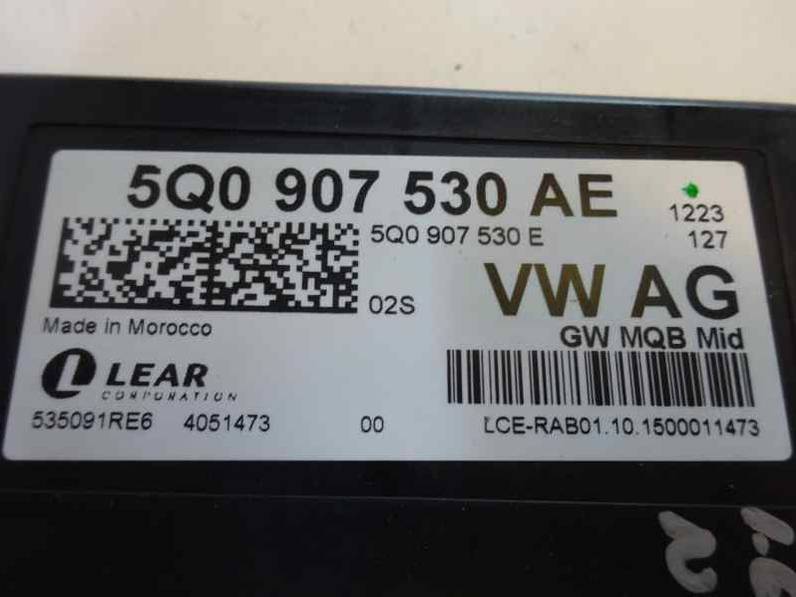 5Q0 907 530 AE
1223
5Q0 907 530 E
127
02S
VW AG
GW MQB Mid
Made in Morocco
LEAR
CORPORATION
535091RE6 4051473 00 LCE-RAB01.10.1500011473